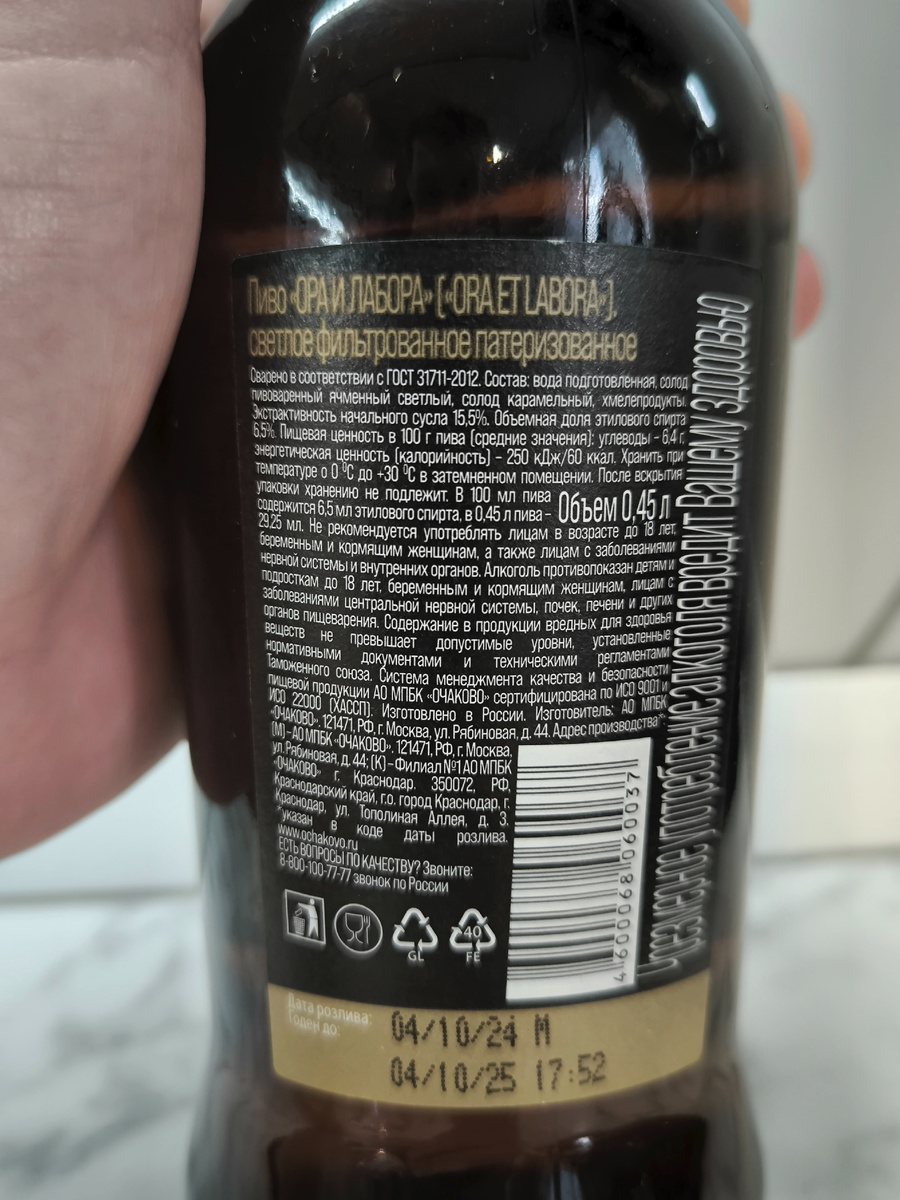 Пиво «ОРА И ЛАБОРА» («ORA ET LABORA»),
светлое фильтрованное патеризованное
Сварено в соответствии с ГОСТ 31711-2012. Состав: вода подготовленная, солод
пивоваренный ячменный светлый, солод карамельный, хмелепродукты.
Экстрактивность начального сусла 15,5%. Объемная доля этилового спирта
6,5%. Пищевая ценность в 100 г пива (средние значения): углеводы - 6,4 г,
энергетическая ценность (калорийность) - 250 кДж/60 ккал. Хранить при
температуре о 0 °С до +30 °С в затемненном помещении. После вскрытия
упаковки хранению не подлежит. В 100 мл пива
содержится 6,5 мл этилового спирта, в 0,45 л пива -
Объем 0,45 л
29.25 мл. Не рекомендуется употреблять лицам в возрасте до 18 лет,
беременным и кормящим женщинам, а также лицам с заболеваниями
нервной системы и внутренних органов. Алкоголь противопоказан детям и
подросткам до 18 лет, беременным и кормящим женщинам, лицам с
заболеваниями центральной нервной системы, почек, печени и других
органов пищеварения. Содержание в продукции вредных для здоровья
веществ не превышает допустимые уровни, установленные
нормативными документами и техническими регламентами
Таможенного союза. Система менеджмента качества и безопасности
пищевой продукции АО МПБК «ОЧАКОВО» сертифицирована по ИСО 9001 и
ИСО 22000 (ХАССП). Изготовлено в России. Изготовитель: АО МПБК
«ОЧАКОВО». 121471, РФ, г. Москва, ул. Рябиновая, д. 44. Адрес производства*:
(М) - АО МПБК «ОЧАКОВО». 121471, РФ, г. Москва,
ул. Рябиновая, д. 44; (К) - Филиал №1 АО МПБК
«ОЧАКОВО» г. Краснодар. 350072, РФ,
Краснодарский край, г.о. город Краснодар, г.
Краснодар, ул. Тополиная Аллея, д. 3.
*указан в коде даты розлива.
www.ochakovo.ru
ЕСТЬ ВОПРОСЫ ПО КАЧЕСТВУ? Звоните:
8-800-100-77-77 звонок по России
GL
40
FE
4 600068 060037
Чрезмерное употребление алкоголя вредит Вашему здоровью
Дата розлива: 04/10/24 М
Годен до: 04/10/25 17:52